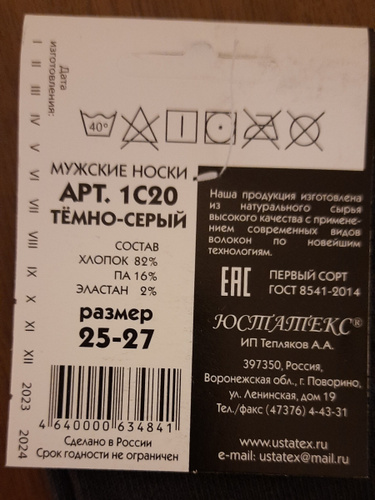 Дата
изготовления:
I II III IV V VI VII VIII IX X XI XII 2023 2024
40°
МУЖСКИЕ НОСКИ
АРТ. 1С20
ТЁМНО-СЕРЫЙ
СОСТАВ
ХЛОПОК 82%
ПА 16%
ЭЛАСТАН 2%
размер
25-27
4 640000 634841
Сделано в России
Срок годности не ограничен
Наша продукция изготовлена
из натурального сырья
высокого качества с примене-
нием современных видов
волокон по новейшим
технологиям.
ЕАС
ПЕРВЫЙ СОРТ
ГОСТ 8541-2014
ЮСТАТЕКС®
ИП Тепляков А.А.
397350, Россия,
Воронежская обл., г. Поворино,
ул. Ленинская, дом 19
Тел./факс (47376) 4-43-31
www.ustatex.ru
e-mail: ustatex@mail.ru